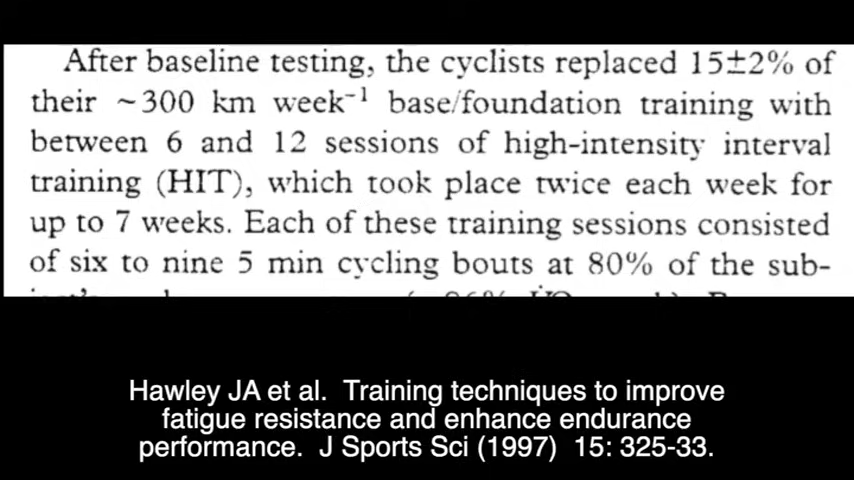 After baseline testing, the cyclists replaced 15±2% of
their ~300 km week⁻¹ base/foundation training with
between 6 and 12 sessions of high-intensity interval
training (HIT), which took place twice each week for
up to 7 weeks. Each of these training sessions consisted
of six to nine 5 min cycling bouts at 80% of the sub-
Hawley JA et al. Training techniques to improve
fatigue resistance and enhance endurance
performance. J Sports Sci (1997) 15: 325-33.